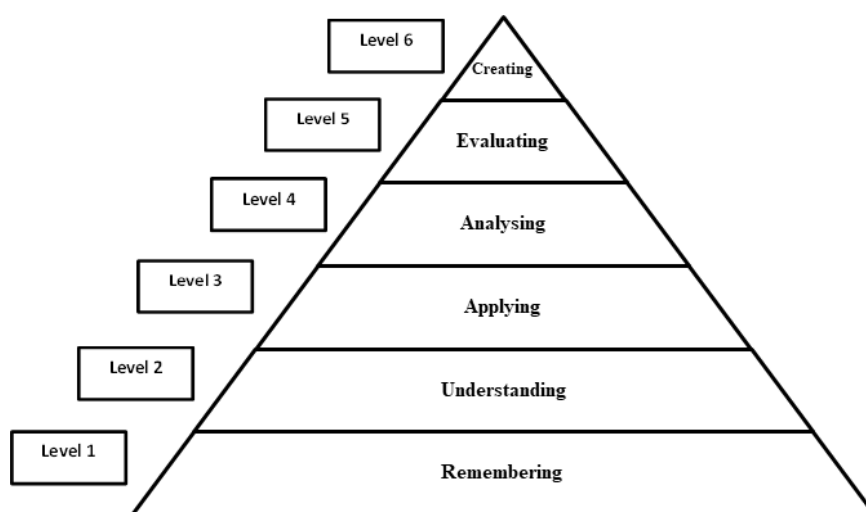 Level 6
Creating
Level 5
Evaluating
Level 4
Analysing
Level 3
Applying
Level 2
Understanding
Level 1
Remembering